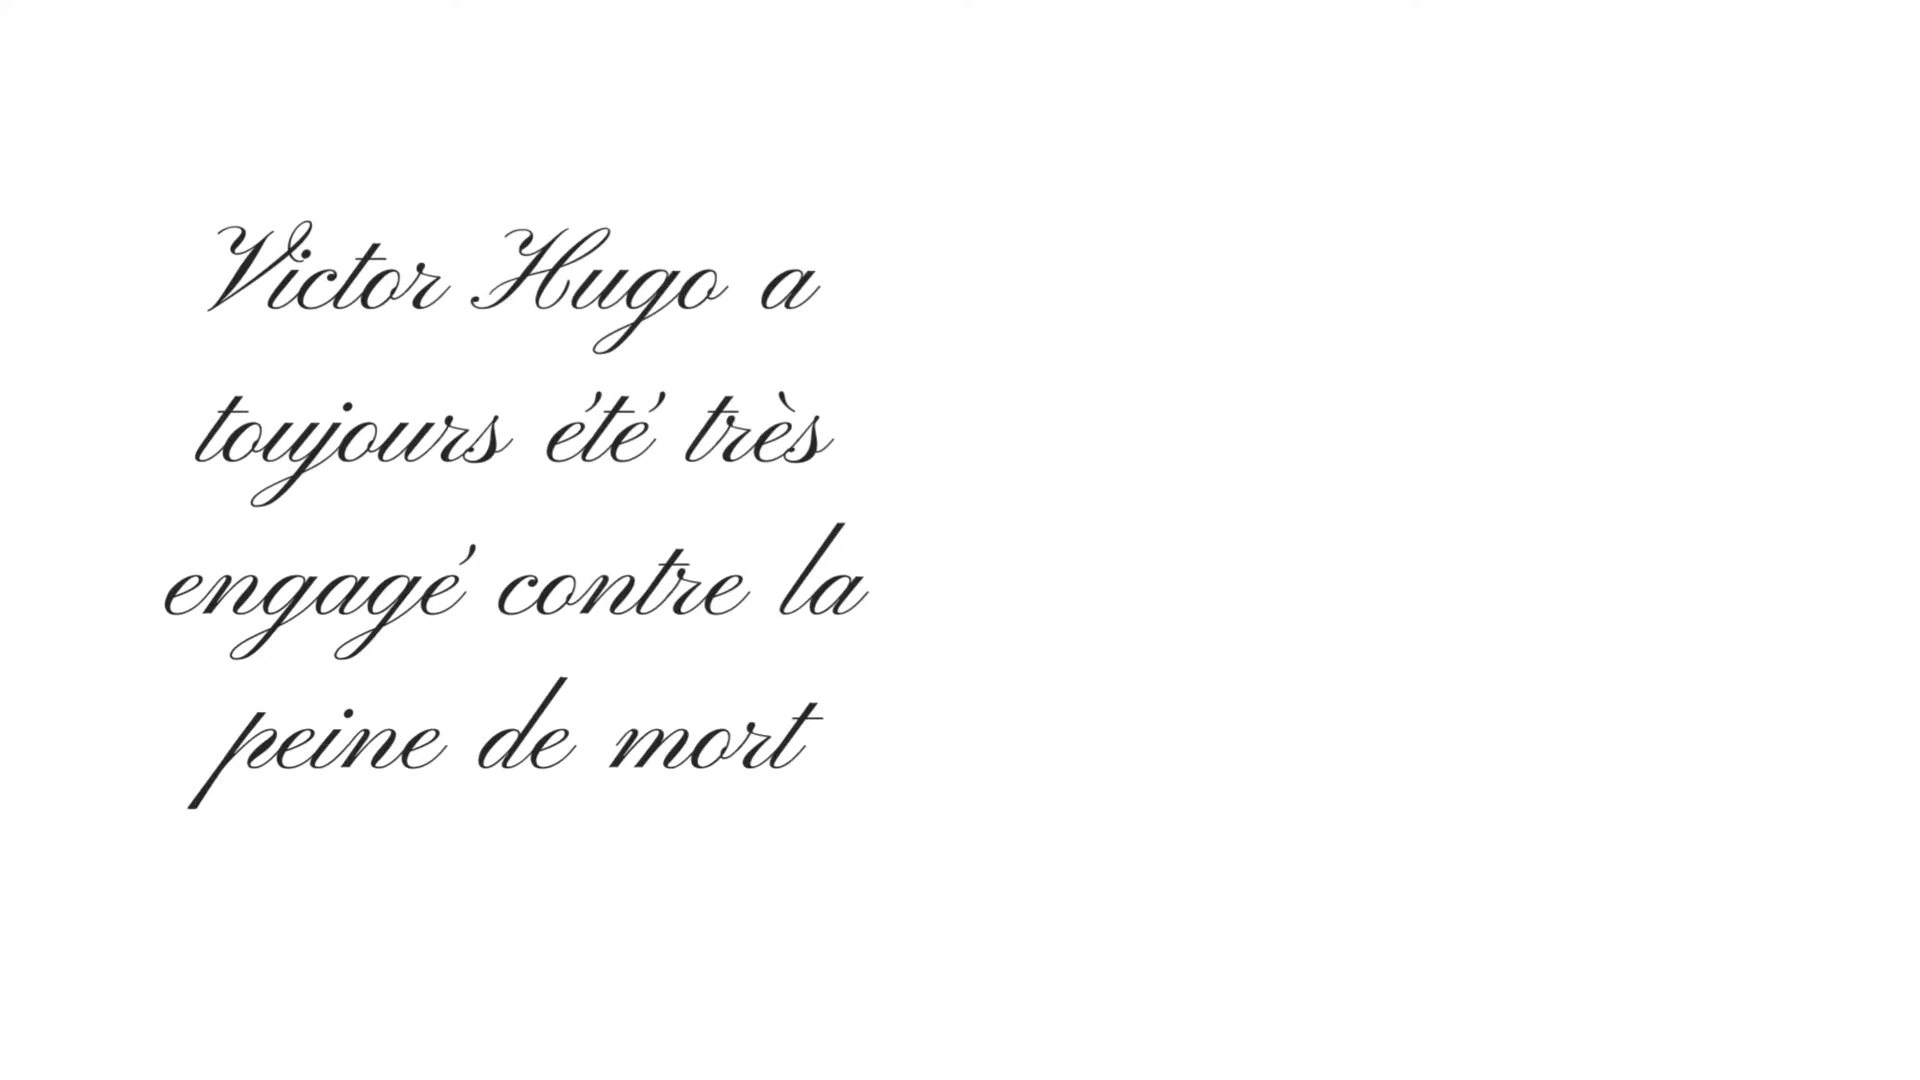 Victor Hugo a
toujours été très
engagé contre la
peine de mort